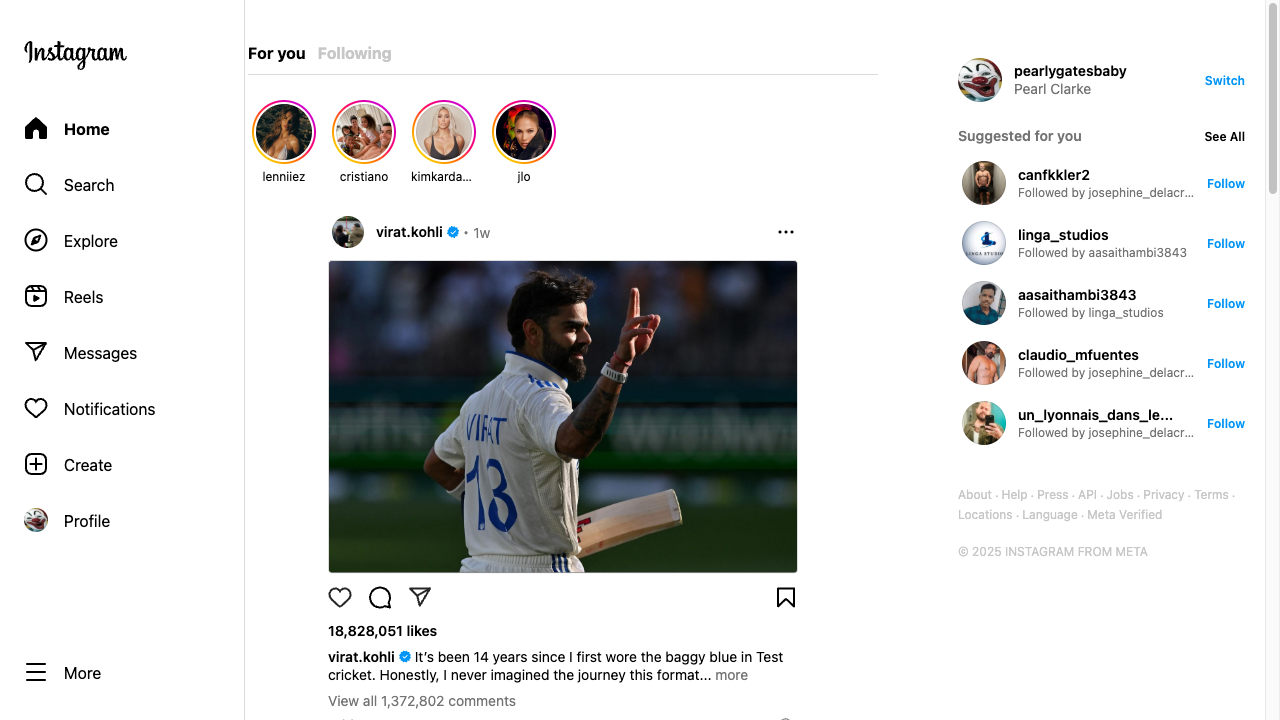 Instagram
Home
Search
Explore
Reels
Messages
Notifications
Create
Profile
More
For you Following
lenniiez cristiano kimkarda... jlo
virat.kohli • 1w
VIRAT
18
18,828,051 likes
virat.kohli It's been 14 years since I first wore the baggy blue in Test
cricket. Honestly, I never imagined the journey this format... more
View all 1,372,802 comments
pearlygatesbaby
Pearl Clarke
Switch
Suggested for you See All
canfkkler2
Followed by josephine_delacr...
Follow
linga_studios
Followed by aasaithambi3843
Follow
LINGA STUDIO
aasaithambi3843
Followed by linga_studios
Follow
claudio_mfuentes
Followed by josephine_delacr...
Follow
un_lyonnais_dans_le...
Followed by josephine_delacr...
Follow
About · Help · Press · API · Jobs · Privacy · Terms ·
Locations · Language · Meta Verified
© 2025 INSTAGRAM FROM META